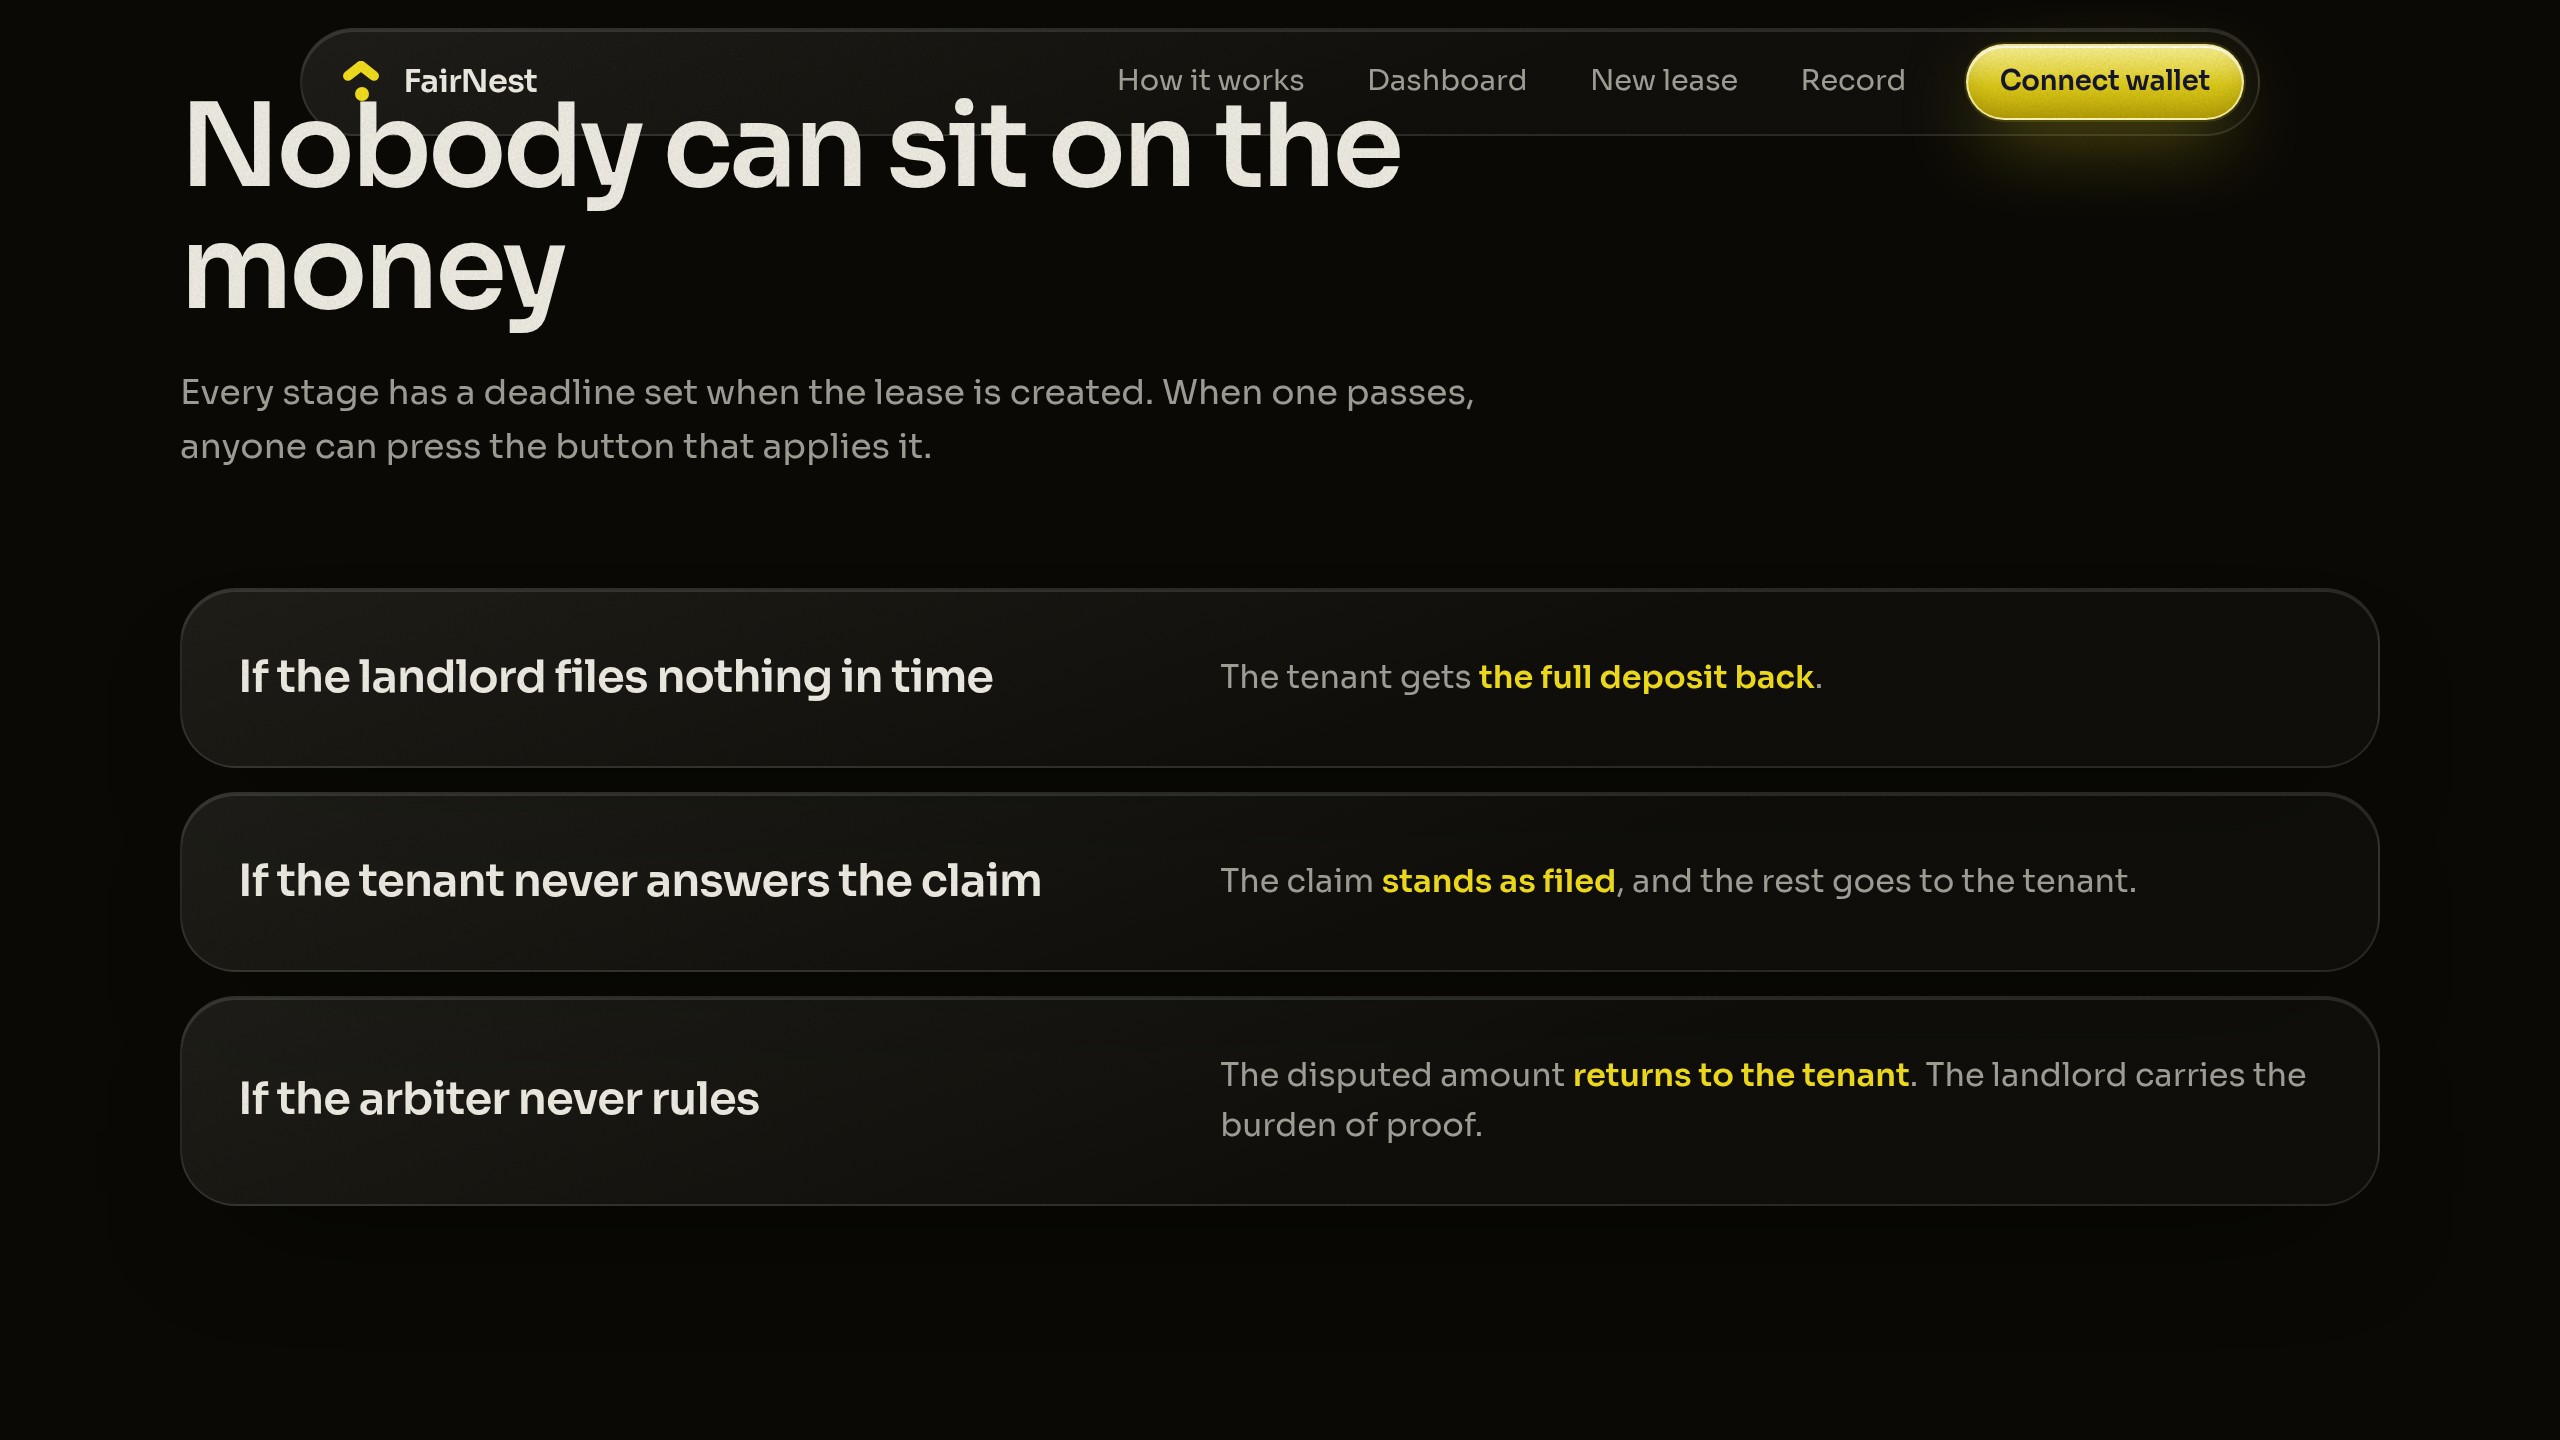 FairNest
How it works
Dashboard
New lease
Record
Connect wallet
Nobody can sit on the
money
Every stage has a deadline set when the lease is created. When one passes,
anyone can press the button that applies it.
If the landlord files nothing in time
The tenant gets the full deposit back.
If the tenant never answers the claim
The claim stands as filed, and the rest goes to the tenant.
If the arbiter never rules
The disputed amount returns to the tenant. The landlord carries the
burden of proof.